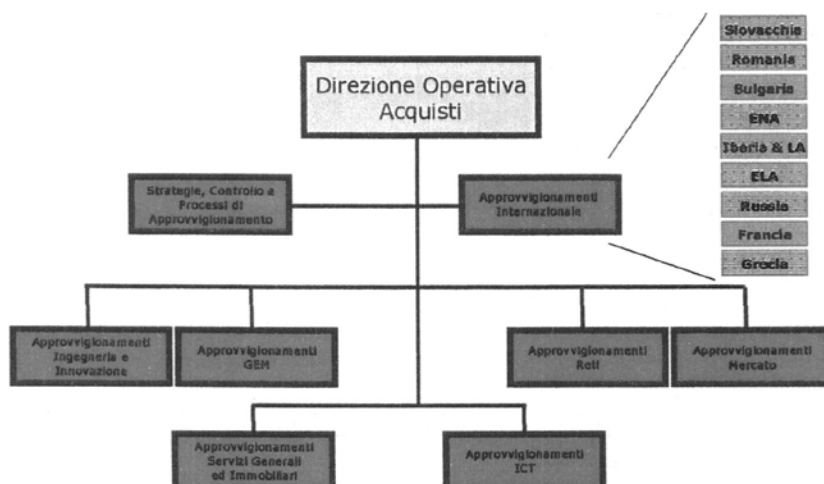 Slovacchia
Romania
Bulgaria
ENA
Iberia & LA
ELA
Russia
Francia
Grecia
Direzione Operativa
Acquisti
Strategie, Controllo e
Processi di
Approvvigionamento
Approvvigionamenti
Internazionale
Approvvigionamenti
Ingegneria e
Innovazione
Approvvigionamenti
GEM
Approvvigionamenti
Reti
Approvvigionamenti
Mercato
Approvvigionamenti
Servizi Generali
ed Immobiliari
Approvvigionamenti
ICT